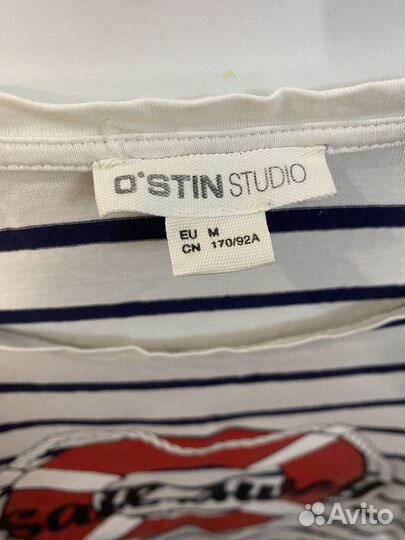 O'STIN STUDIO
EU M
CN 170/92A
Avito